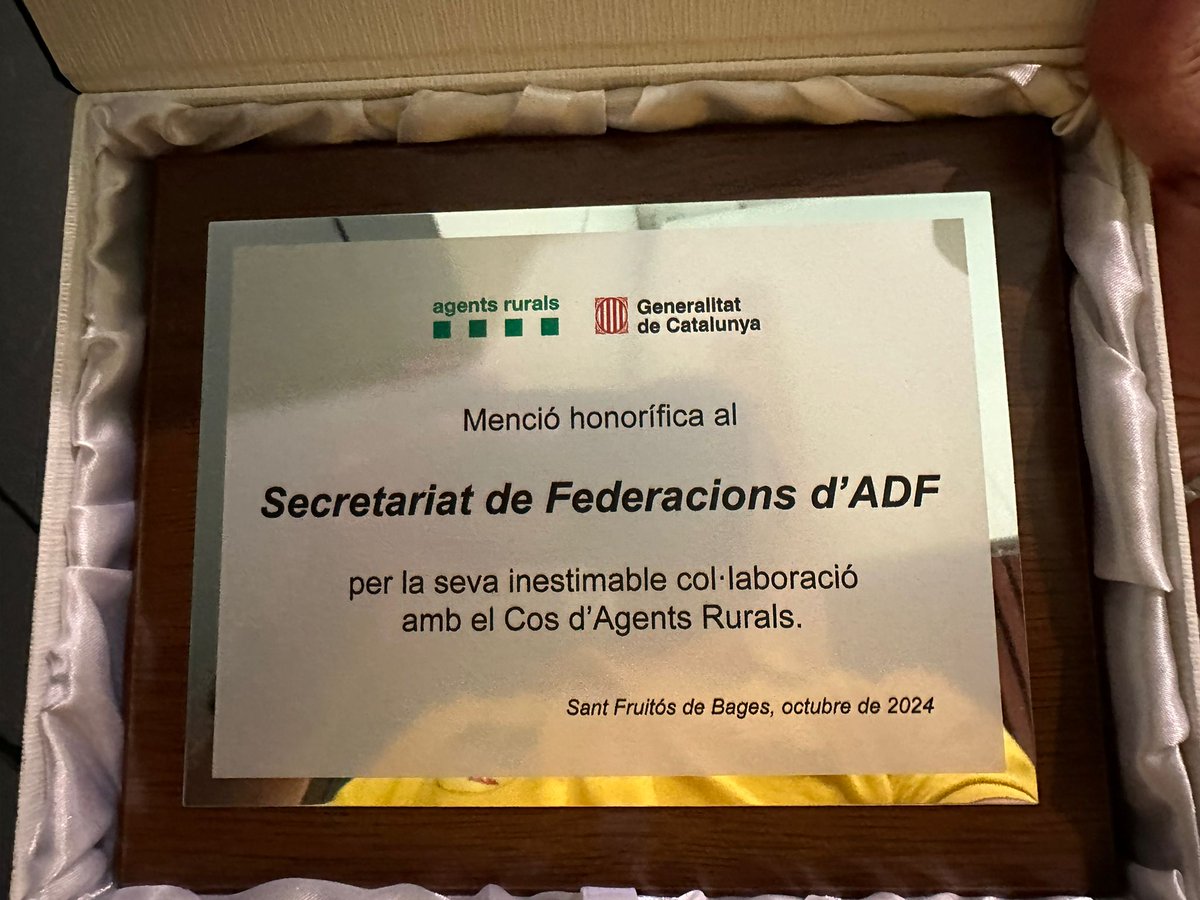 agents rurals
Generalitat
de Catalunya
Menció honorífica al
Secretariat de Federacions d'ADF
per la seva inestimable col·laboració
amb el Cos d'Agents Rurals.
Sant Fruitós de Bages, octubre de 2024